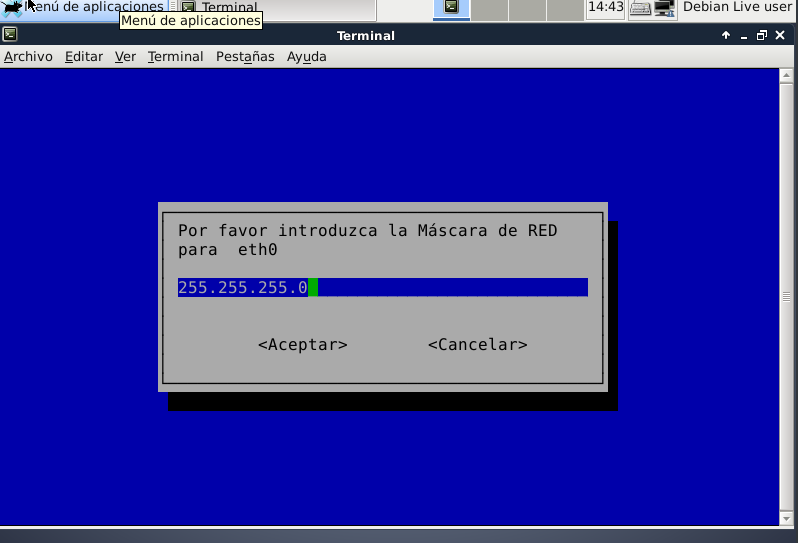 Menú de aplicaciones
Terminal
14:43
Debian Live user
Menú de aplicaciones
Terminal
Archivo Editar Ver Terminal Pestañas Ayuda
Por favor introduzca la Máscara de RED
para eth0
255.255.255.0
<Aceptar> <Cancelar>